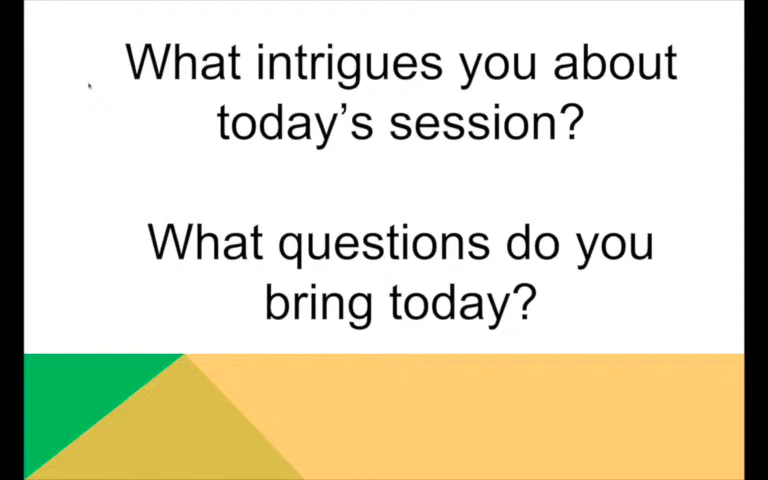 What intrigues you about
today’s session?
What questions do you
bring today?